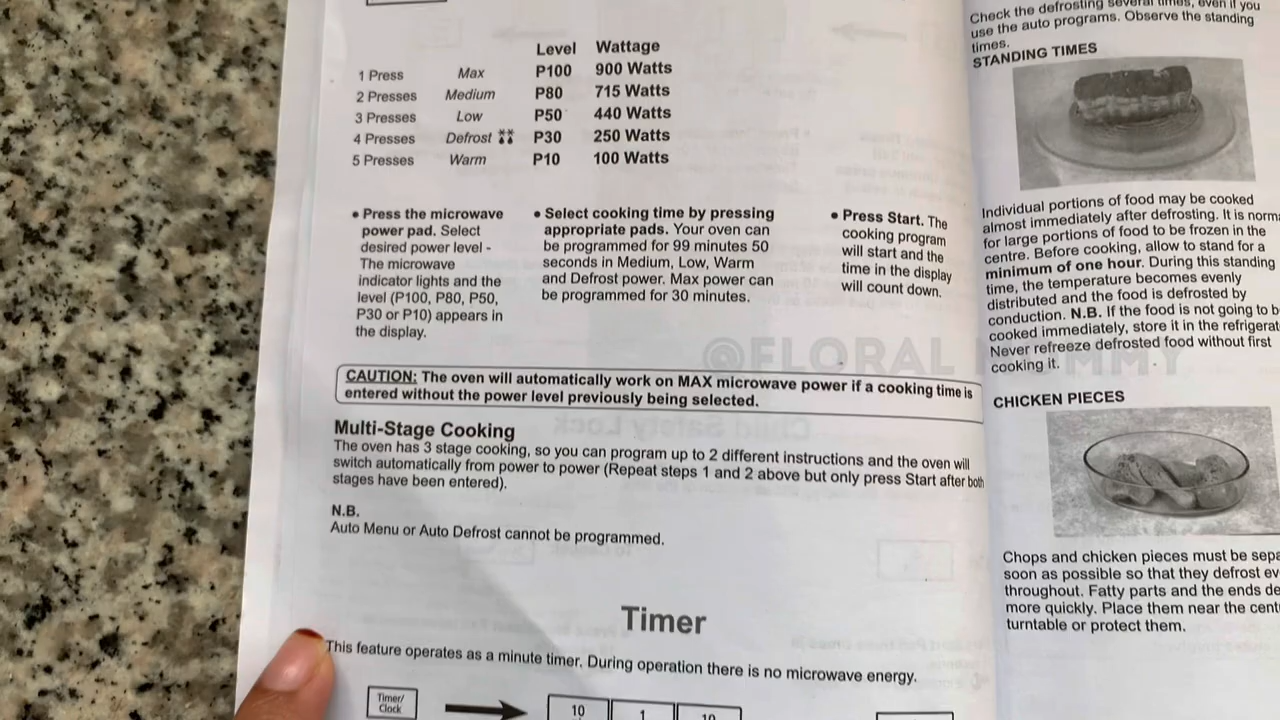 Level Wattage
1 Press Max P100 900 Watts
2 Presses Medium P80 715 Watts
3 Presses Low P50 440 Watts
4 Presses Defrost P30 250 Watts
5 Presses Warm P10 100 Watts
• Press the microwave
power pad. Select
desired power level -
The microwave
indicator lights and the
level (P100, P80, P50,
P30 or P10) appears in
the display.
• Select cooking time by pressing
appropriate pads. Your oven can
be programmed for 99 minutes 50
seconds in Medium, Low, Warm
and Defrost power. Max power can
be programmed for 30 minutes.
• Press Start. The
cooking program
will start and the
time in the display
will count down.
@FLORAL MMY
CAUTION: The oven will automatically work on MAX microwave power if a cooking time is
entered without the power level previously being selected.
Multi-Stage Cooking
The oven has 3 stage cooking, so you can program up to 2 different instructions and the oven will
switch automatically from power to power (Repeat steps 1 and 2 above but only press Start after both
stages have been entered).
N.B.
Auto Menu or Auto Defrost cannot be programmed.
Timer
This feature operates as a minute timer. During operation there is no microwave energy.
Timer/
Clock
10 1 10
Check the defrosting several times, even if you
use the auto programs. Observe the standing
times.
STANDING TIMES
Individual portions of food may be cooked
almost immediately after defrosting. It is norm
for large portions of food to be frozen in the
centre. Before cooking, allow to stand for a
minimum of one hour. During this standing
time, the temperature becomes evenly
distributed and the food is defrosted by
conduction. N.B. If the food is not going to b
cooked immediately, store it in the refrigera
Never refreeze defrosted food without first
cooking it.
CHICKEN PIECES
Chops and chicken pieces must be sepa
soon as possible so that they defrost ev
throughout. Fatty parts and the ends de
more quickly. Place them near the cent
turntable or protect them.